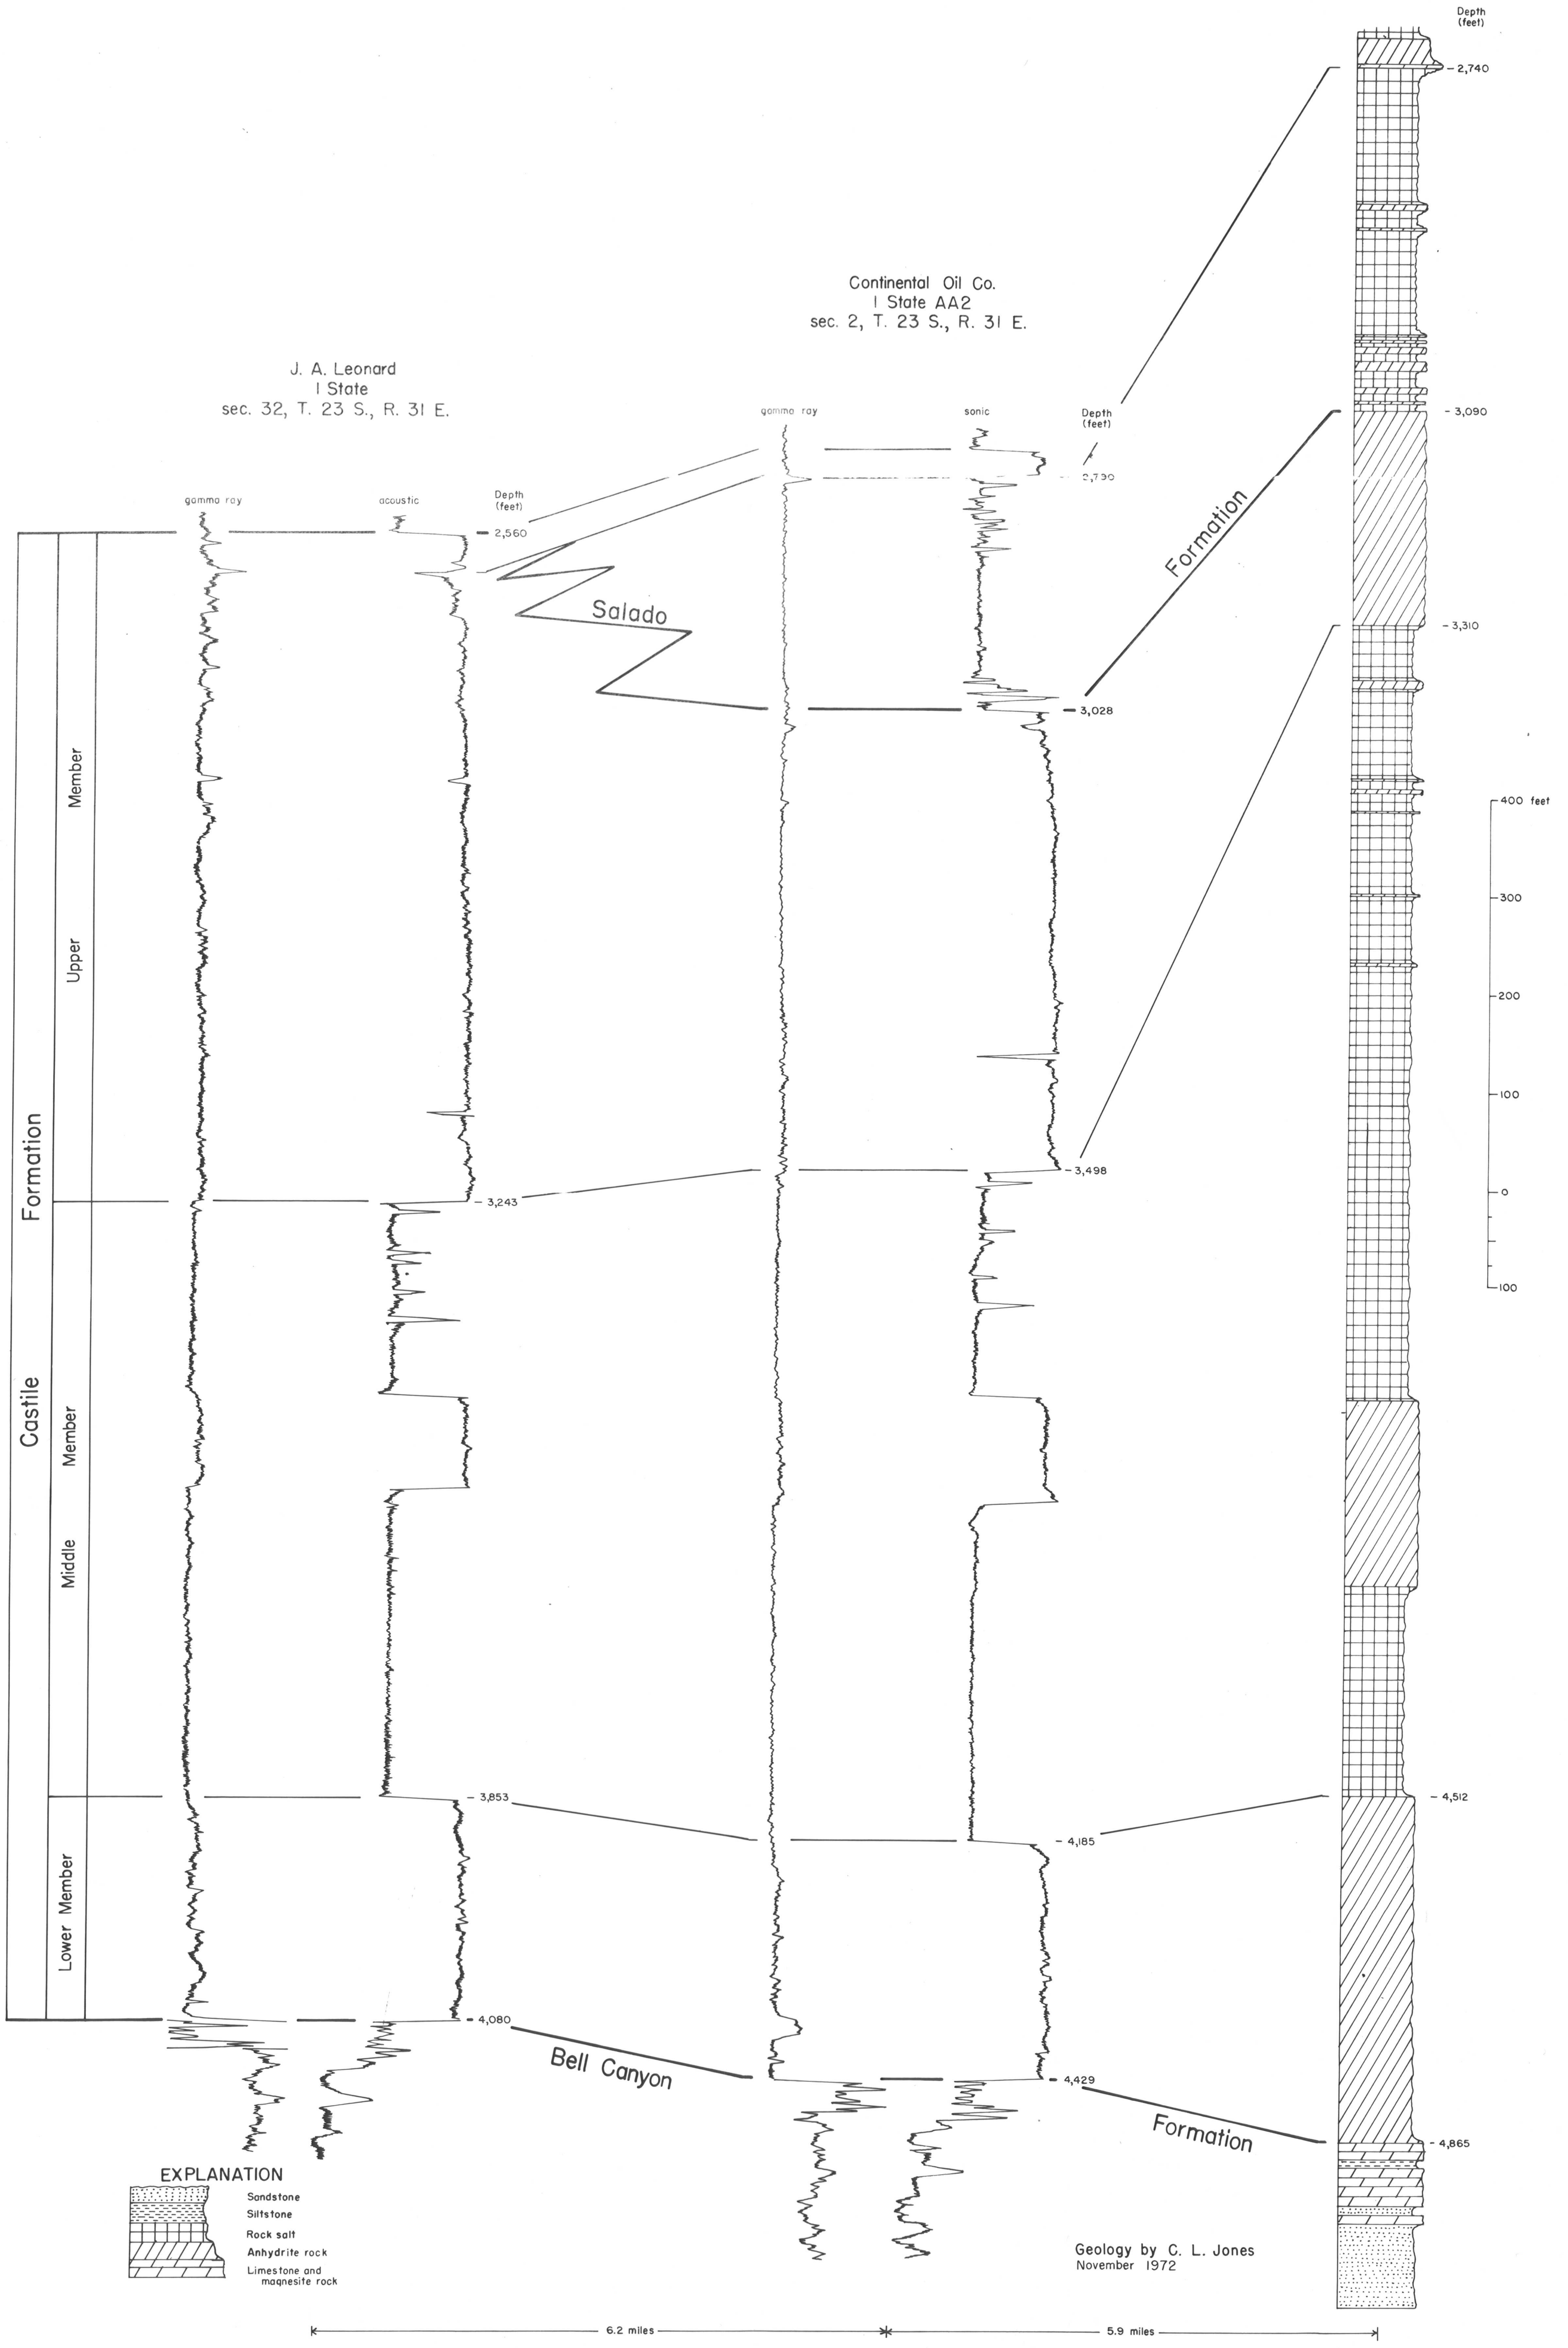 Depth
(feet)
– 2,740
Continental Oil Co.
1 State AA2
sec. 2, T. 23 S., R. 31 E.
J. A. Leonard
1 State
sec. 32, T. 23 S., R. 31 E.
gamma ray
sonic
Depth
(feet)
– 3,090
2,790
gamma ray
acoustic
Depth
(feet)
2,560
Formation
Salado
– 3,310
3,028
Member
400 feet
300
Upper
200
100
Formation
– 3,498
0
– 3,243
100
Castile
Member
Middle
– 3,853
– 4,512
– 4,185
Lower Member
4,080
Bell Canyon
4,429
Formation
– 4,865
EXPLANATION
Sandstone
Siltstone
Rock salt
Anhydrite rock
Limestone and
magnesite rock
Geology by C. L. Jones
November 1972
6.2 miles
5.9 miles